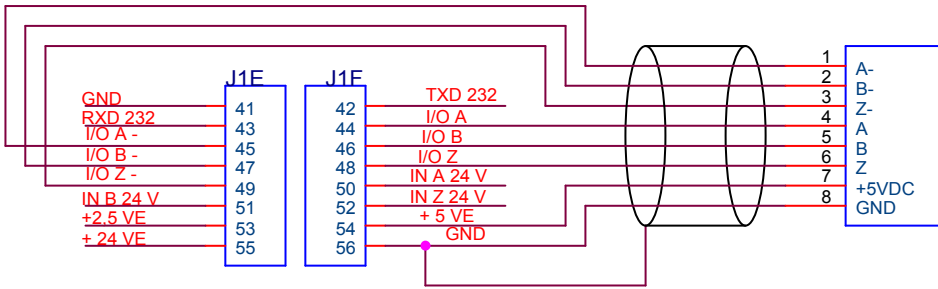 J1E
GND 41
RXD 232 43
I/O A - 45
I/O B - 47
I/O Z - 49
IN B 24 V 51
+2,5 VE 53
+ 24 VE 55
J1F
42 TXD 232
44 I/O A
46 I/O B
48 I/O Z
50 IN A 24 V
52 IN Z 24 V
54 + 5 VE
56 GND
1 A-
2 B-
3 Z-
4 A
5 B
6 Z
7 +5VDC
8 GND